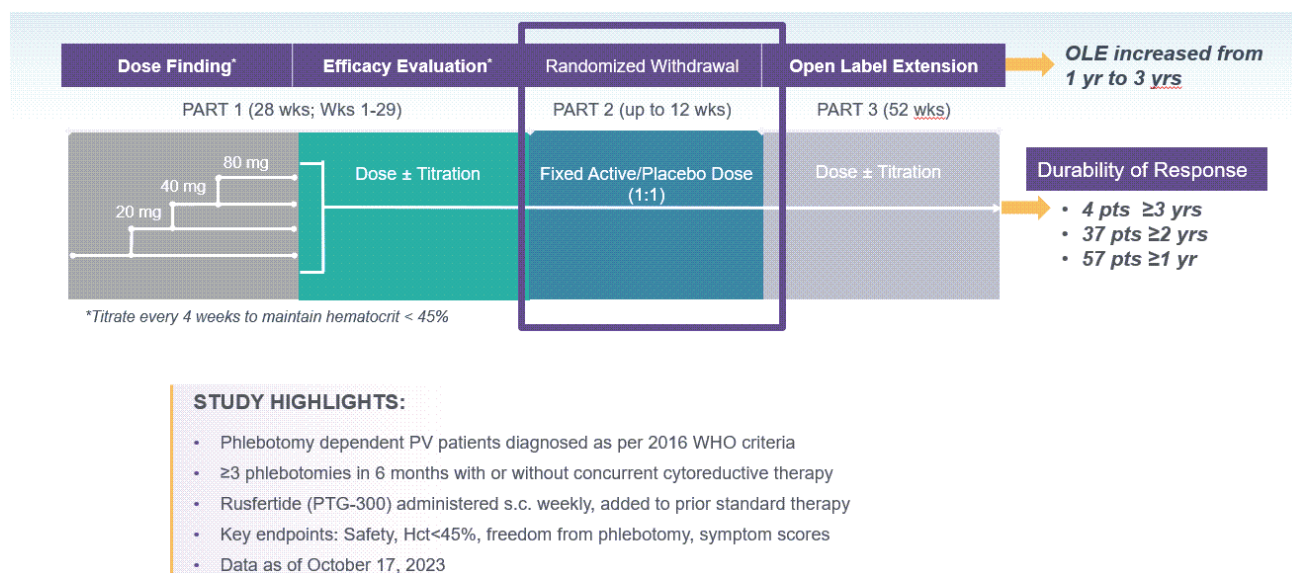 Dose Finding*
Efficacy Evaluation*
Randomized Withdrawal
Open Label Extension
OLE increased from
1 yr to 3 yrs
PART 1 (28 wks; Wks 1-29)
PART 2 (up to 12 wks)
PART 3 (52 wks)
80 mg
40 mg
20 mg
Dose ± Titration
Fixed Active/Placebo Dose
(1:1)
Dose ± Titration
Durability of Response
• 4 pts ≥3 yrs
• 37 pts ≥2 yrs
• 57 pts ≥1 yr
*Titrate every 4 weeks to maintain hematocrit < 45%
STUDY HIGHLIGHTS:
• Phlebotomy dependent PV patients diagnosed as per 2016 WHO criteria
• ≥3 phlebotomies in 6 months with or without concurrent cytoreductive therapy
• Rusfertide (PTG-300) administered s.c. weekly, added to prior standard therapy
• Key endpoints: Safety, Hct<45%, freedom from phlebotomy, symptom scores
• Data as of October 17, 2023